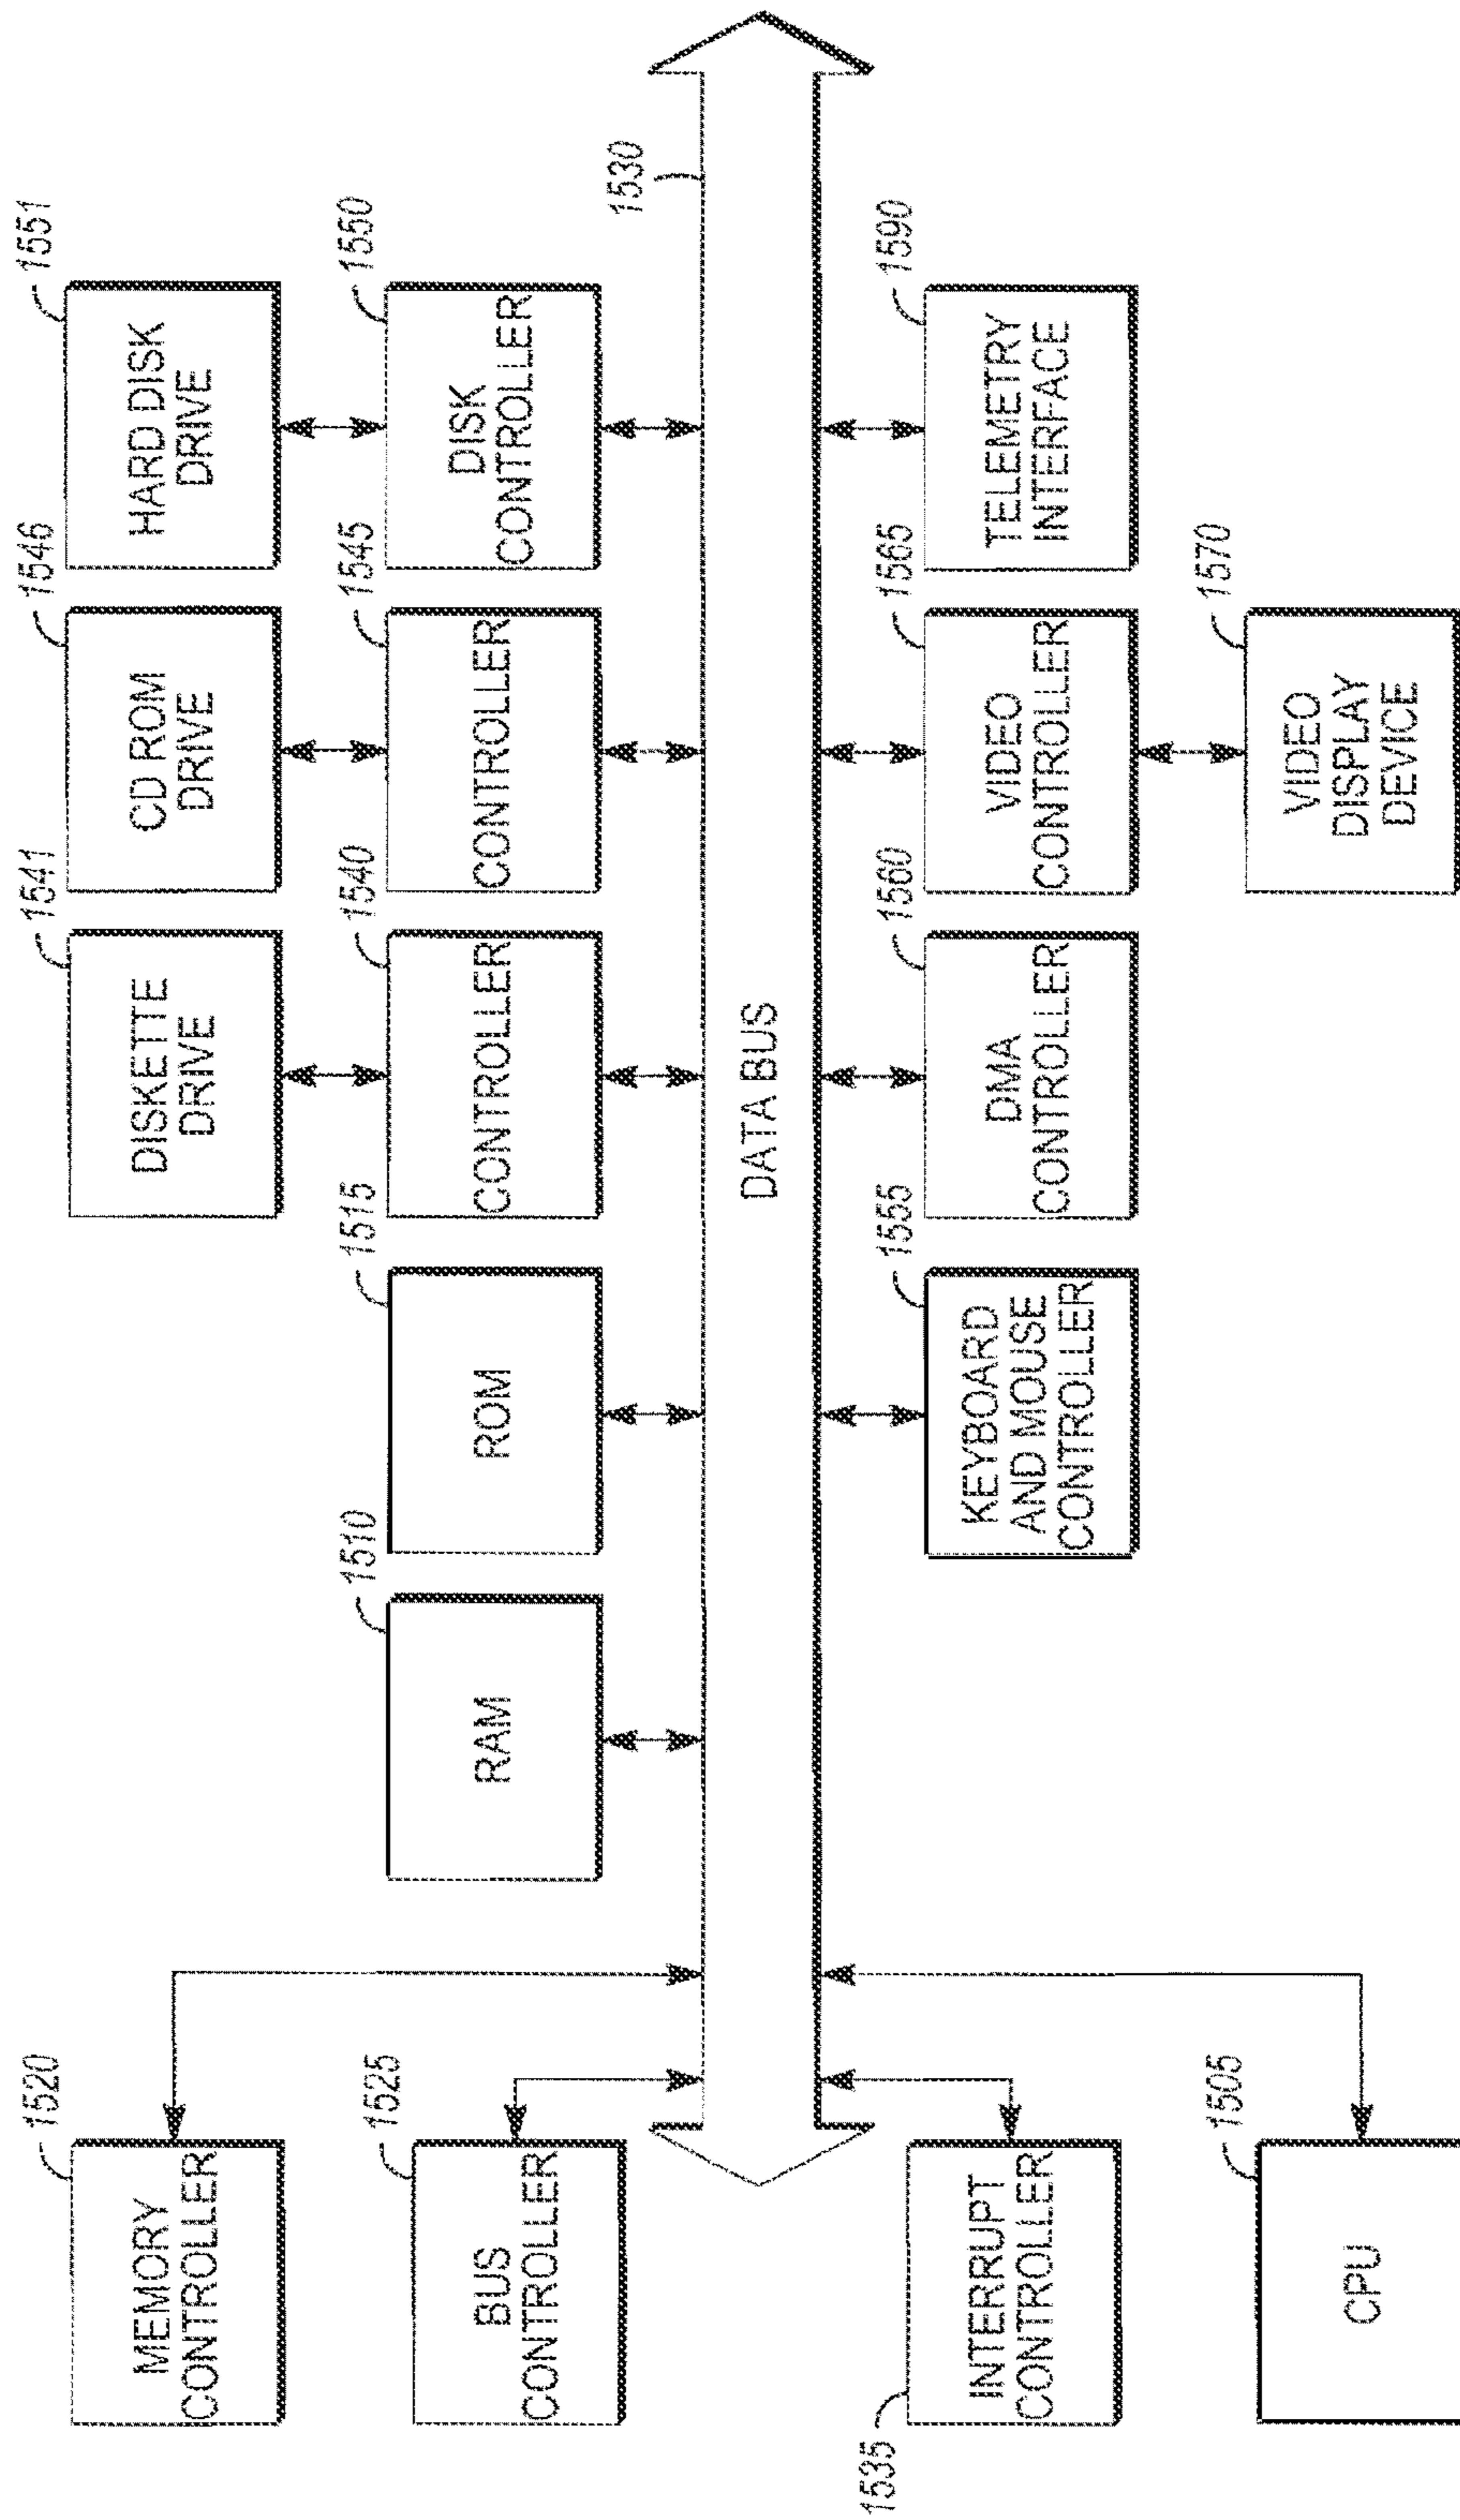 1520
MEMORY
CONTROLLER
1525
BUS
CONTROLLER
1535
INTERRUPT
CONTROLLER
1505
CPU
1510
RAM
1515
ROM
1541
DISKETTE
DRIVE
1540
CONTROLLER
1546
CD ROM
DRIVE
1545
CONTROLLER
1551
HARD DISK
DRIVE
1550
DISK
CONTROLLER
1530
DATA BUS
1555
KEYBOARD
AND MOUSE
CONTROLLER
1560
DMA
CONTROLLER
1565
VIDEO
CONTROLLER
1570
VIDEO
DISPLAY
DEVICE
1590
TELEMETRY
INTERFACE